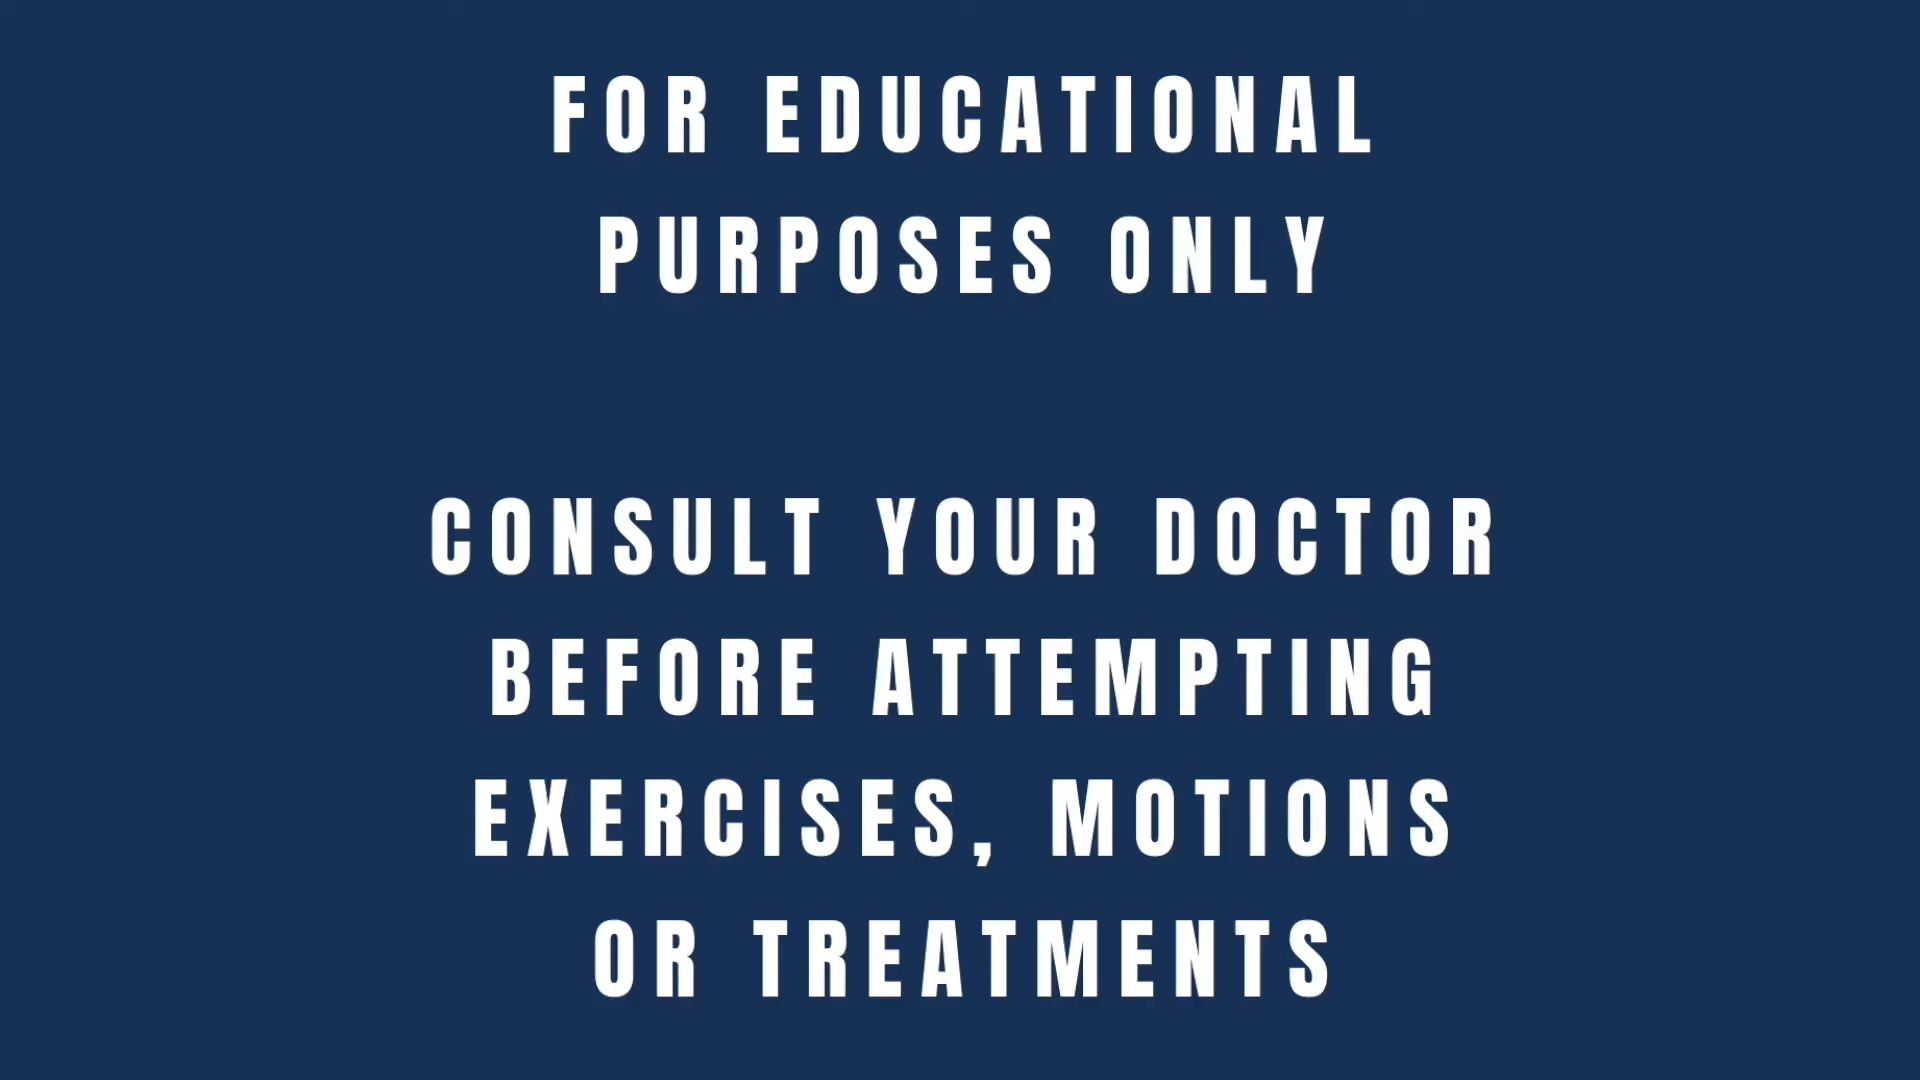 FOR EDUCATIONAL
PURPOSES ONLY
CONSULT YOUR DOCTOR
BEFORE ATTEMPTING
EXERCISES, MOTIONS
OR TREATMENTS